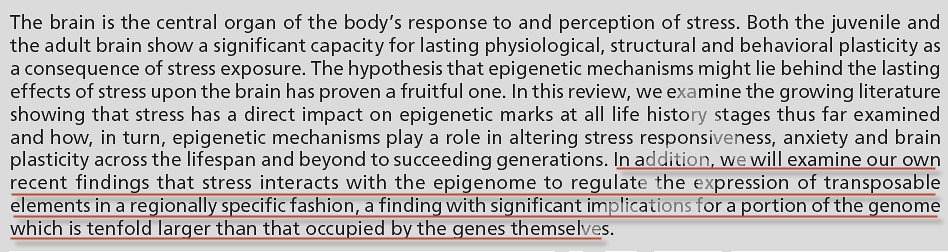 The brain is the central organ of the body's response to and perception of stress. Both the juvenile and
the adult brain show a significant capacity for lasting physiological, structural and behavioral plasticity as
a consequence of stress exposure. The hypothesis that epigenetic mechanisms might lie behind the lasting
effects of stress upon the brain has proven a fruitful one. In this review, we examine the growing literature
showing that stress has a direct impact on epigenetic marks at all life history stages thus far examined
and how, in turn, epigenetic mechanisms play a role in altering stress responsiveness, anxiety and brain
plasticity across the lifespan and beyond to succeeding generations. In addition, we will examine our own
recent findings that stress interacts with the epigenome to regulate the expression of transposable
elements in a regionally specific fashion, a finding with significant implications for a portion of the genome
which is tenfold larger than that occupied by the genes themselves.